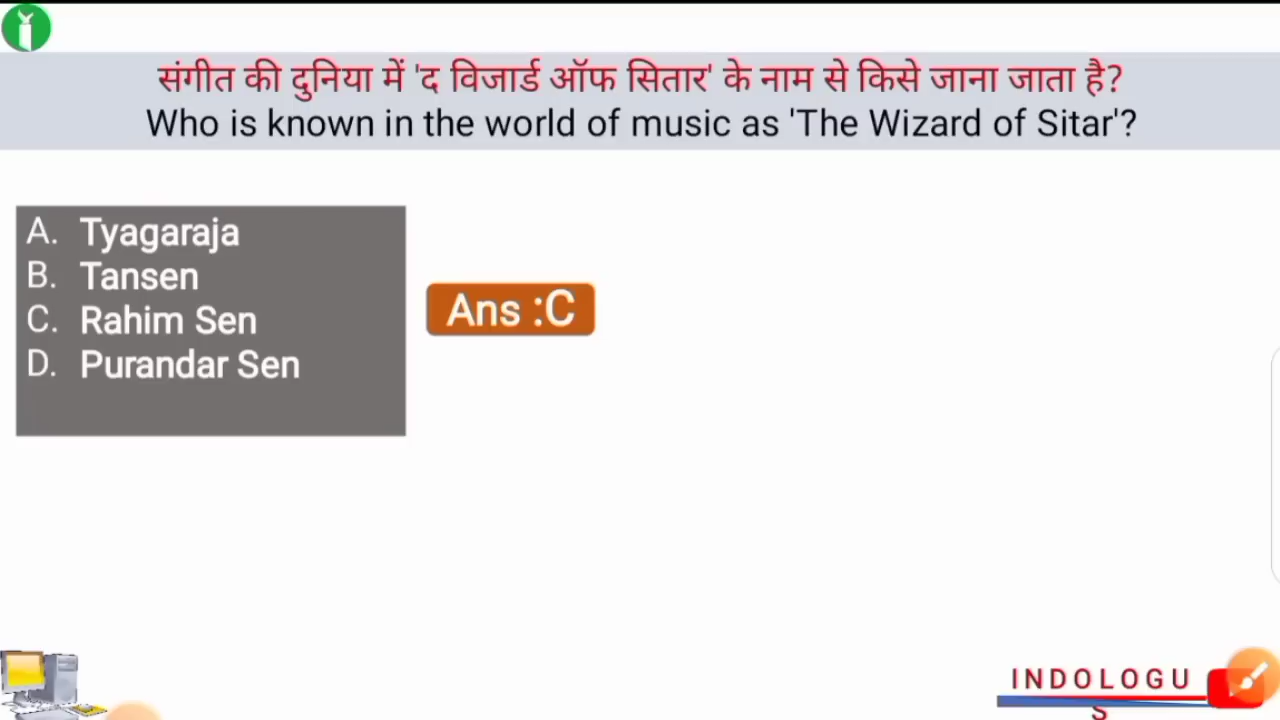 संगीत की दुनिया में 'द विजार्ड ऑफ सितार' के नाम से किसे जाना जाता है?
Who is known in the world of music as 'The Wizard of Sitar'?
A. Tyagaraja
B. Tansen
C. Rahim Sen
D. Purandar Sen
Ans :C
INDOLOGU
S